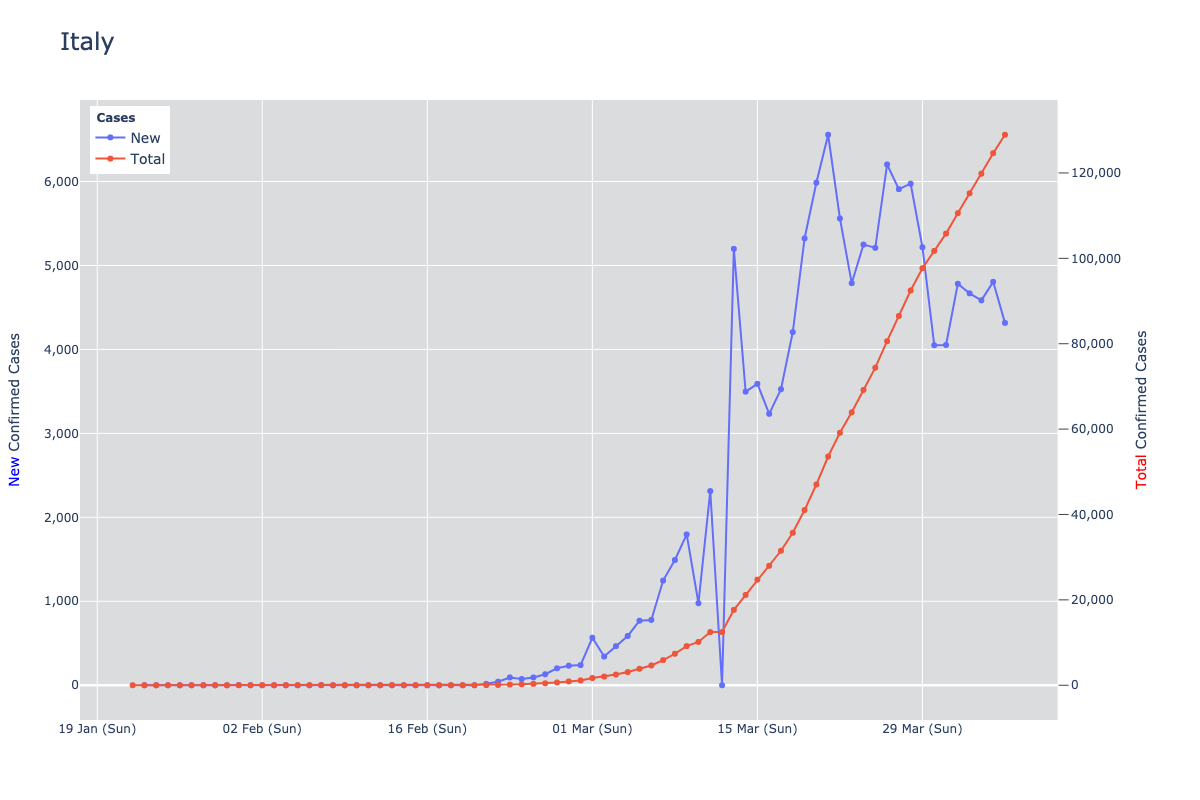 Italy
Cases
New
Total
6,000
5,000
4,000
3,000
2,000
1,000
0
New Confirmed Cases
120,000
100,000
80,000
60,000
40,000
20,000
0
Total Confirmed Cases
19 Jan (Sun)
02 Feb (Sun)
16 Feb (Sun)
01 Mar (Sun)
15 Mar (Sun)
29 Mar (Sun)